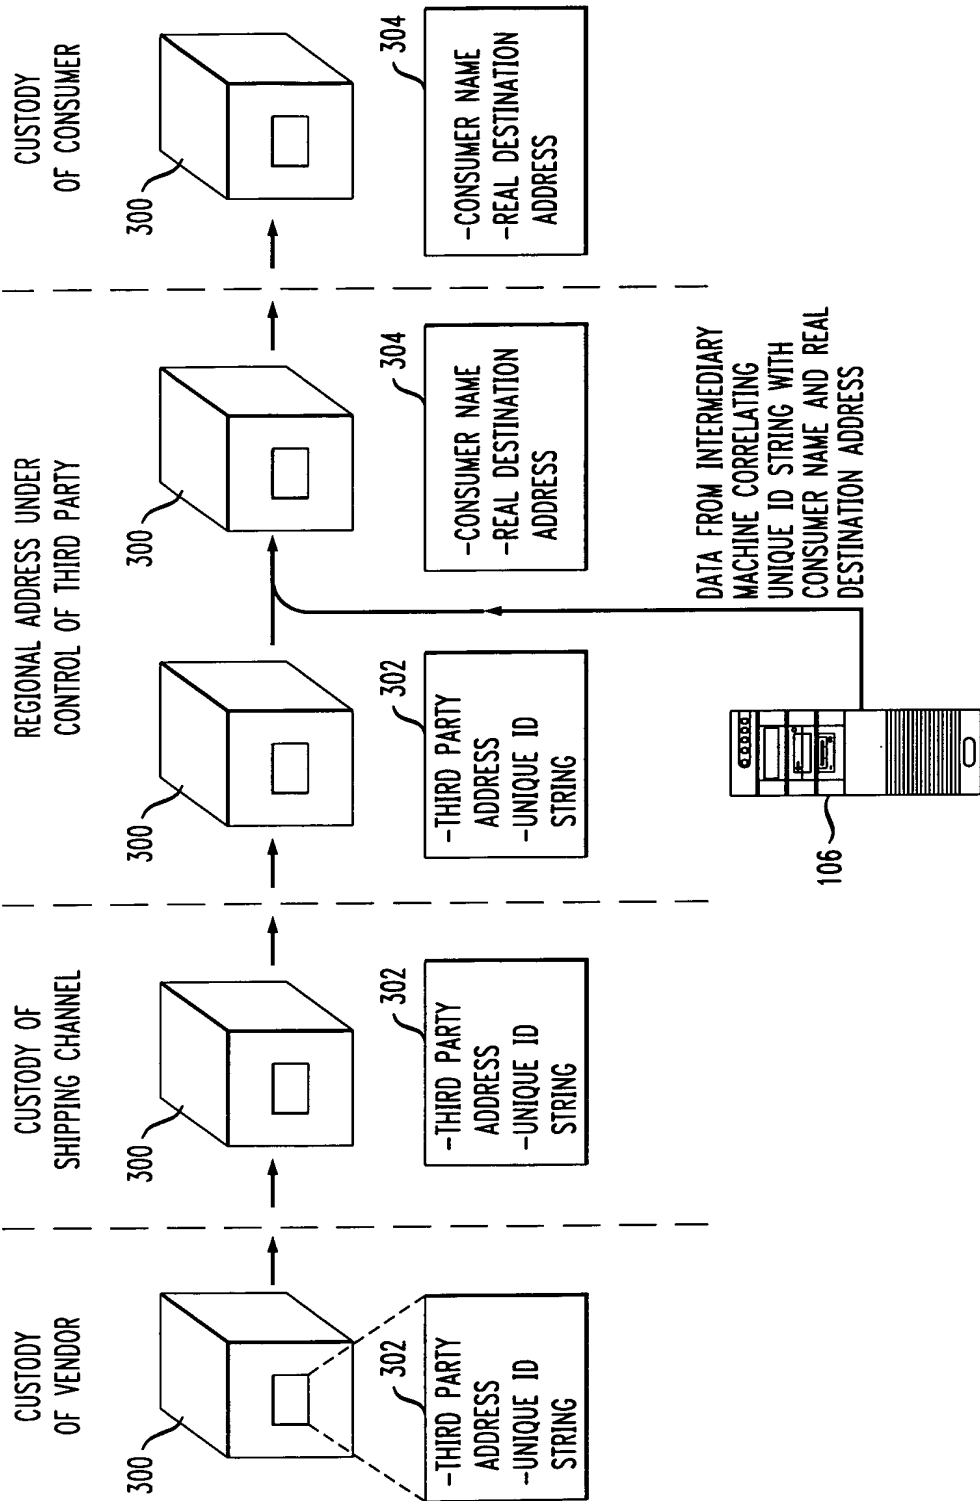 CUSTODY
OF VENDOR
CUSTODY OF
SHIPPING CHANNEL
REGIONAL ADDRESS UNDER
CONTROL OF THIRD PARTY
CUSTODY
OF CONSUMER
300
300
300
300
300
302
-THIRD PARTY
ADDRESS
-UNIQUE ID
STRING
302
-THIRD PARTY
ADDRESS
-UNIQUE ID
STRING
302
-THIRD PARTY
ADDRESS
-UNIQUE ID
STRING
304
-CONSUMER NAME
-REAL DESTINATION
ADDRESS
304
-CONSUMER NAME
-REAL DESTINATION
ADDRESS
106
DATA FROM INTERMEDIARY
MACHINE CORRELATING
UNIQUE ID STRING WITH
CONSUMER NAME AND REAL
DESTINATION ADDRESS